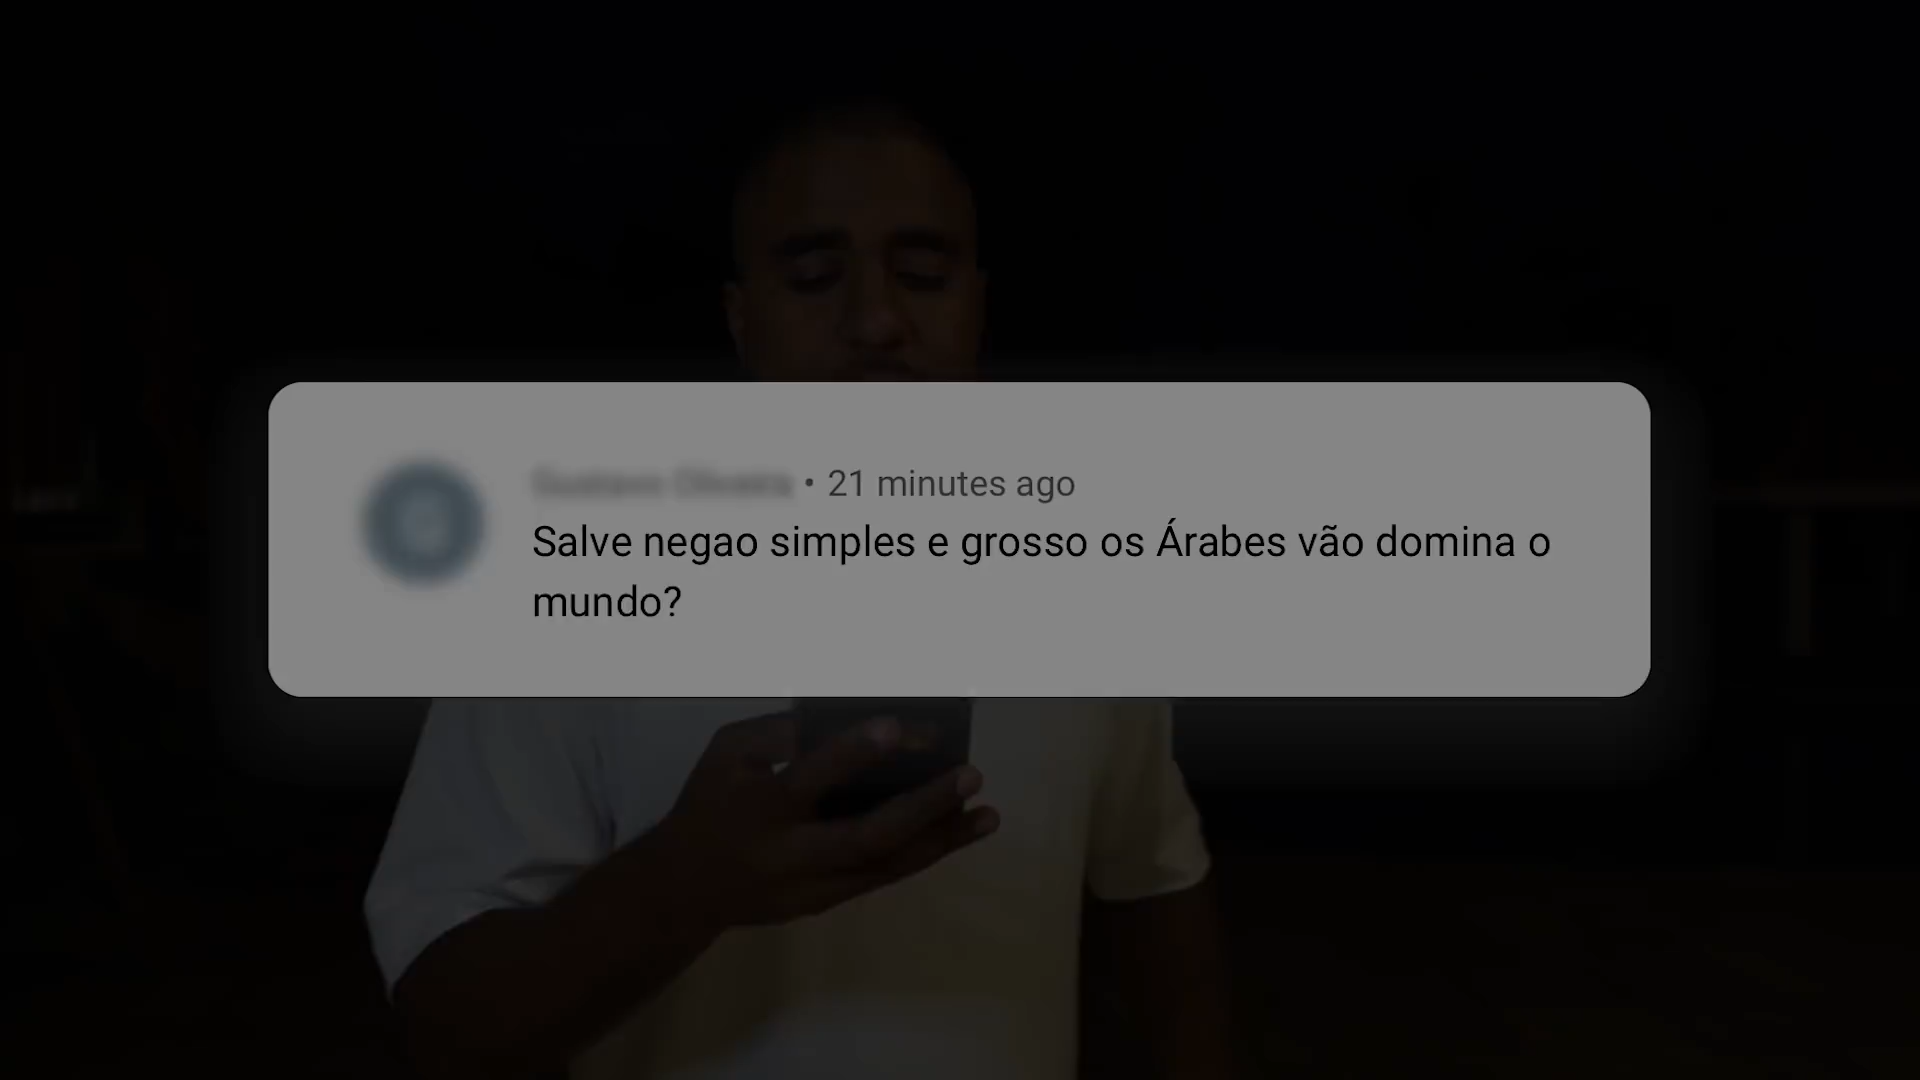 • 21 minutes ago
Salve negao simples e grosso os Árabes vão domina o
mundo?